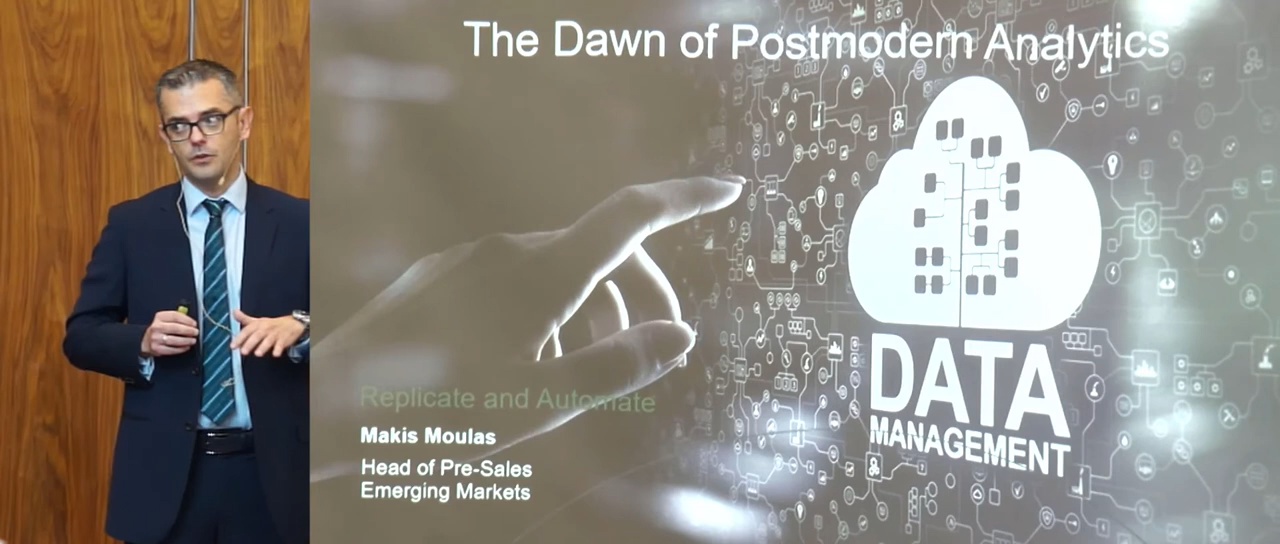 The Dawn of Postmodern Analytics
DATA
MANAGEMENT
Replicate and Automate
Makis Moulas
Head of Pre-Sales
Emerging Markets